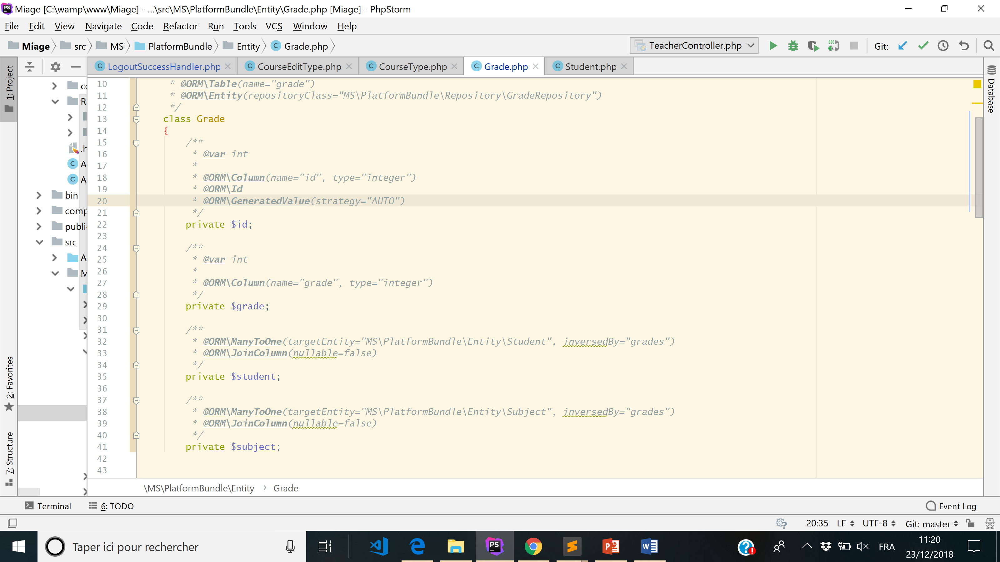 Miage [C:\wamp\www\Miage] - ...\src\MS\PlatformBundle\Entity\Grade.php [Miage] - PhpStorm
File Edit View Navigate Code Refactor Run Tools VCS Window Help
Miage src MS PlatformBundle Entity Grade.php TeacherController.php Git:
LogoutSuccessHandler.php CourseEditType.php CourseType.php Grade.php Student.php
1: Project
2: Favorites
7: Structure
Database
bin
src
10 * @ORM\Table(name="grade")
11 * @ORM\Entity(repositoryClass="MS\PlatformBundle\Repository\GradeRepository")
12 */
13 class Grade
14 {
15 /**
16 * @var int
17 *
18 * @ORM\Column(name="id", type="integer")
19 * @ORM\Id
20 * @ORM\GeneratedValue(strategy="AUTO")
21 */
22 private $id;
23
24 /**
25 * @var int
26 *
27 * @ORM\Column(name="grade", type="integer")
28 */
29 private $grade;
30
31 /**
32 * @ORM\ManyToOne(targetEntity="MS\PlatformBundle\Entity\Student", inversedBy="grades")
33 * @ORM\JoinColumn(nullable=false)
34 */
35 private $student;
36
37 /**
38 * @ORM\ManyToOne(targetEntity="MS\PlatformBundle\Entity\Subject", inversedBy="grades")
39 * @ORM\JoinColumn(nullable=false)
40 */
41 private $subject;
42
43
\MS\PlatformBundle\Entity › Grade
Terminal 6: TODO Event Log
20:35 LF UTF-8 Git: master
Taper ici pour rechercher
FRA
11:20
23/12/2018